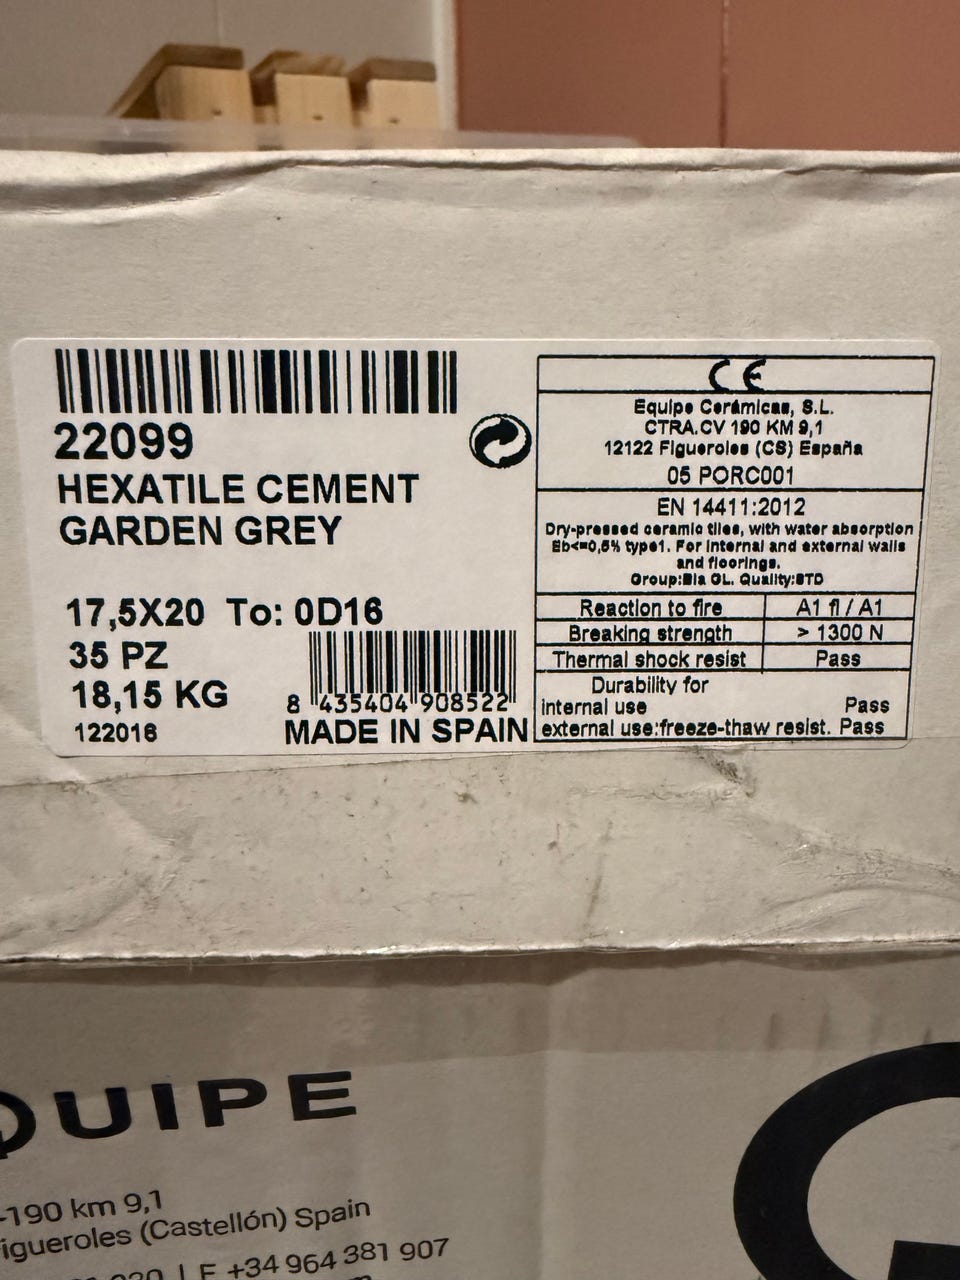 22099
HEXATILE CEMENT
GARDEN GREY
17,5X20 To: 0D16
35 PZ
18,15 KG
122016
8 435404 908522
MADE IN SPAIN
CE
Equipe Cerámicas, S.L.
CTRA.CV 190 KM 9,1
12122 Figueroles (CS) España
05 PORC001
EN 14411:2012
Dry-pressed ceramic tiles, with water absorption
Eb<=0,5% type1. For internal and external walls
and floorings.
Group:BIa GL. Quality:STD
Reaction to fire A1 fl / A1
Breaking strength > 1300 N
Thermal shock resist Pass
Durability for
internal use Pass
external use:freeze-thaw resist. Pass
QUIPE
-190 km 9,1
igueroles (Castellón) Spain
020 | F +34 964 381 907